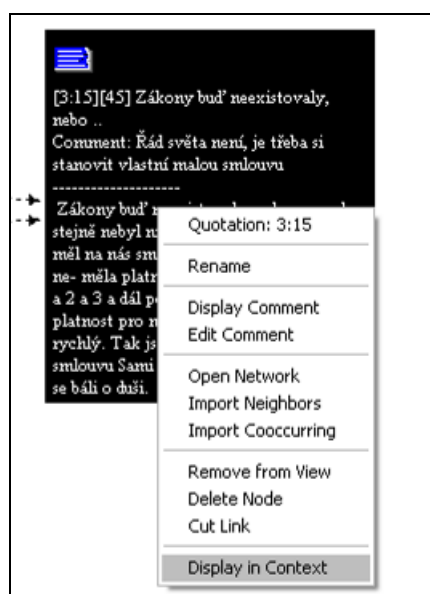 [3:15][45] Zákony buď neexistovaly,
nebo ..
Comment: Řád světa není, je třeba si
stanovit vlastní malou smlouvu
--------------------
Zákony buď
stejně nebyl
měl na nás
ne- měla
a 2 a 3 a dál
platnost pro
rychlý. Tak
smlouvu Sami
se báli o duši.
Quotation: 3:15
Rename
Display Comment
Edit Comment
Open Network
Import Neighbors
Import Cooccurring
Remove from View
Delete Node
Cut Link
Display in Context